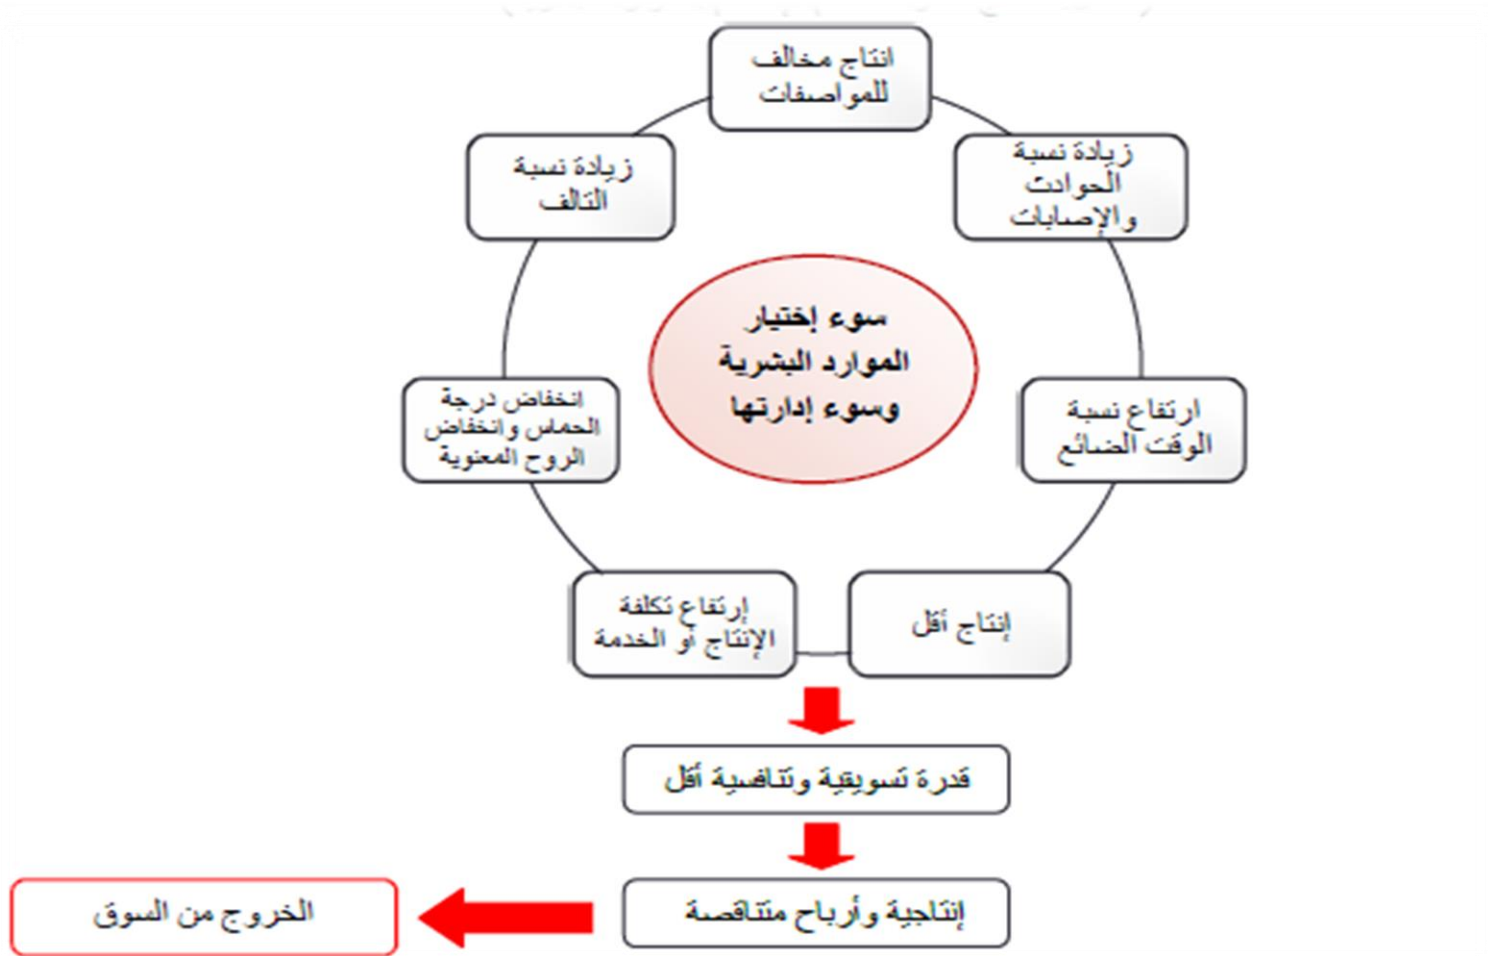 انتاج مخالف
للمواصفات
زيادة نسبة
الحوادث
والإصابات
ارتفاع نسبة
الوقت الضائع
إنتاج أقل
إرتفاع تكلفة
الإنتاج أو الخدمة
انخفاض درجة
الحماس وانخفاض
الروح المعنوية
زيادة نسبة
التالف
سوء إختيار
الموارد البشرية
وسوء إدارتها
قدرة تسويقية وتنافسية أقل
إنتاجية وأرباح متناقصة
الخروج من السوق